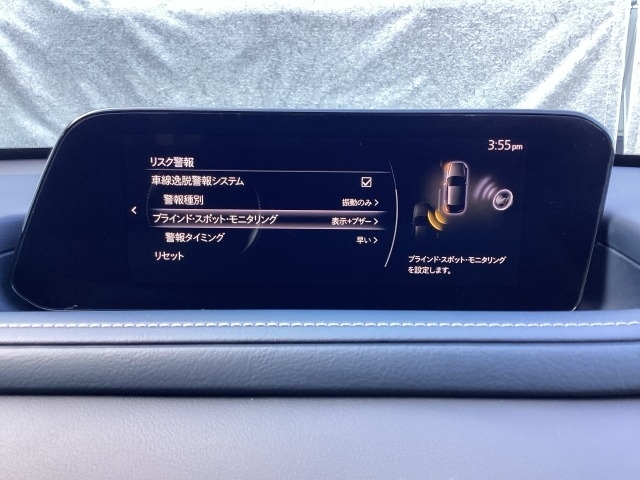 3:55pm
リスク警報
車線逸脱警報システム
警報種別 振動のみ
ブラインド・スポット・モニタリング 表示+ブザー
警報タイミング 早い
リセット
ブラインド・スポット・モニタリング
を設定します。